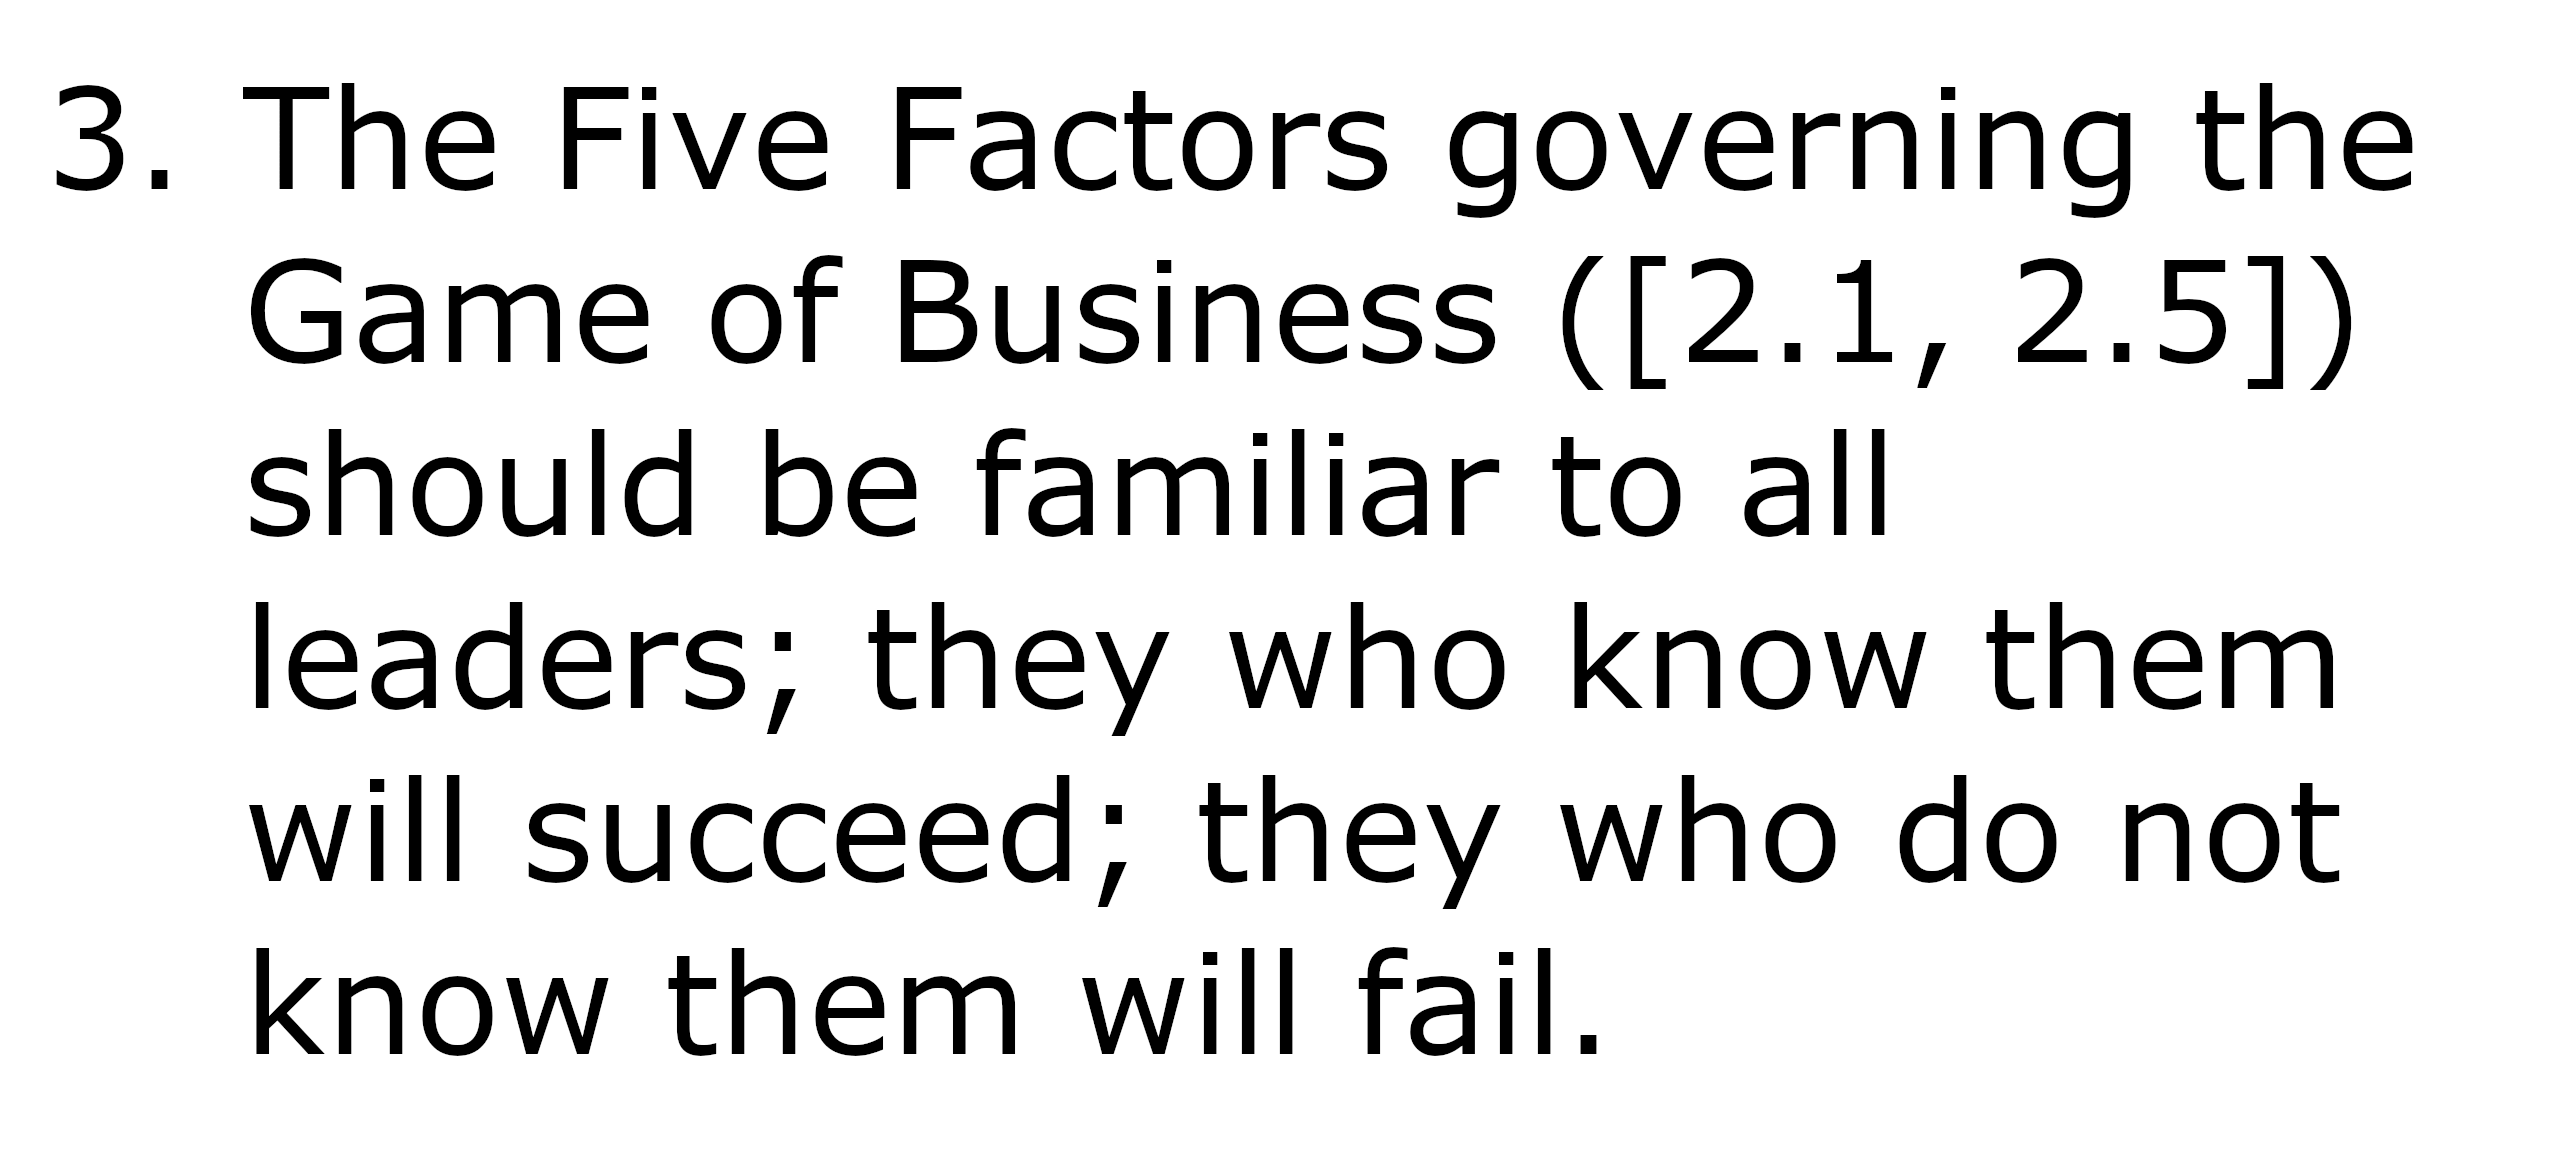 3. The Five Factors governing the
Game of Business ([2.1, 2.5])
should be familiar to all
leaders; they who know them
will succeed; they who do not
know them will fail.